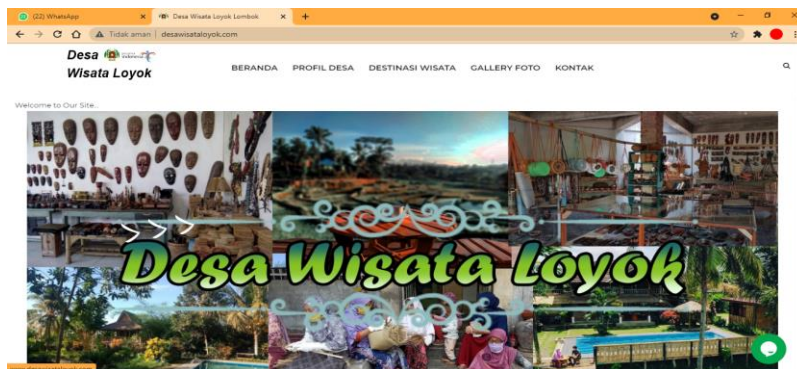 (22) WhatsApp
Desa Wisata Loyok Lombok
Tidak aman
desawisataloyok.com
Desa
Wisata Loyok
BERANDA PROFIL DESA DESTINASI WISATA GALLERY FOTO KONTAK
Welcome to Our Site...
Desa Wisata Loyok